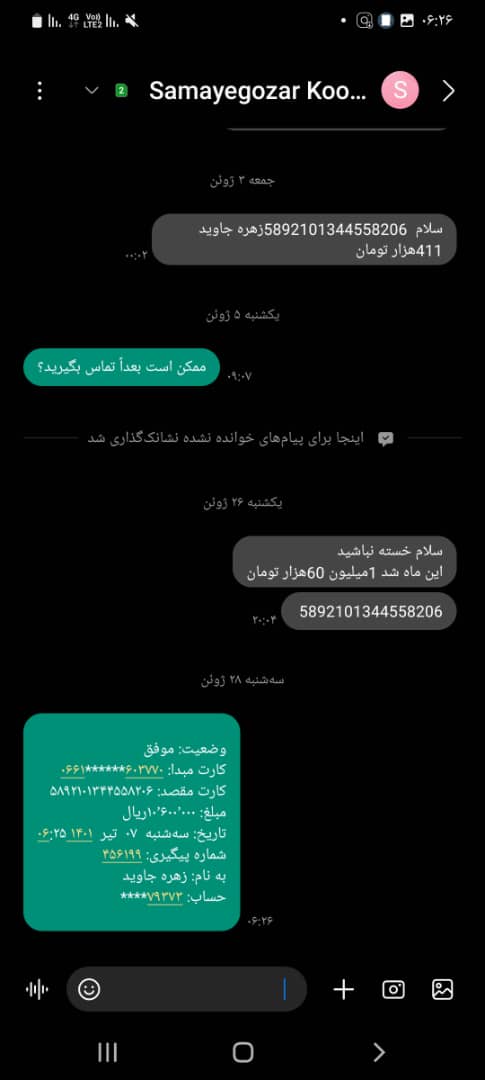 ۰۶:۲۶
4G
Vo))
LTE2
2
Samayegozar Koo...
S
جمعه ۳ ژوئن
سلام 5892101344558206زهره جاوید
411هزار تومان
۰۰:۰۲
یکشنبه ۵ ژوئن
ممکن است بعداً تماس بگیرید؟
۰۹:۰۷
اینجا برای پیام‌های خوانده نشده نشانک‌گذاری شد
یکشنبه ۲۶ ژوئن
سلام خسته نباشید
این ماه شد 1میلیون 60هزار تومان
5892101344558206
۲۰:۰۴
سه‌شنبه ۲۸ ژوئن
وضعیت: موفق
کارت مبدا: ۶۰۳۷۷۰******۰۶۶۱
کارت مقصد: ۵۸۹۲۱۰۱۳۴۴۵۵۸۲۰۶
مبلغ: ۱۰٬۶۰۰٬۰۰۰ریال
تاریخ: سه‌شنبه ۰۷ تیر ۱۴۰۱ ۰۶:۲۵
شماره پیگیری: ۴۵۶۱۹۹
به نام: زهره جاوید
حساب: ۷۹۳۷۳****
۰۶:۲۶